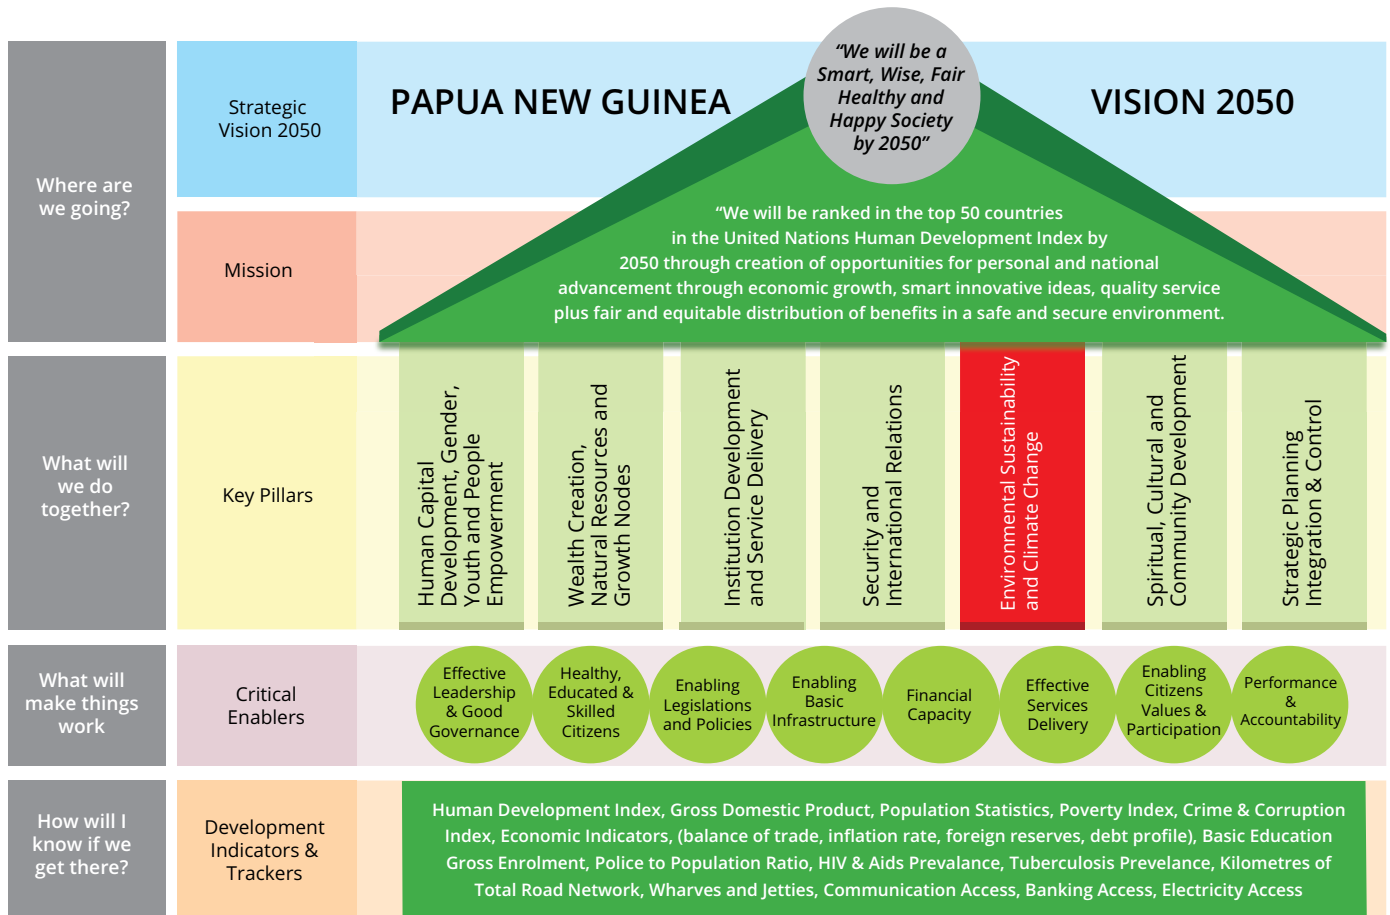 Where are
we going?
Strategic
Vision 2050
PAPUA NEW GUINEA
“We will be a
Smart, Wise, Fair
Healthy and
Happy Society
by 2050”
VISION 2050
Mission
“We will be ranked in the top 50 countries
in the United Nations Human Development Index by
2050 through creation of opportunities for personal and national
advancement through economic growth, smart innovative ideas, quality service
plus fair and equitable distribution of benefits in a safe and secure environment.
What will
we do
together?
Key Pillars
Human Capital
Development, Gender,
Youth and People
Empowerment
Wealth Creation,
Natural Resources and
Growth Nodes
Institution Development
and Service Delivery
Security and
International Relations
Environmental Sustainability
and Climate Change
Spiritual, Cultural and
Community Development
Strategic Planning
Integration & Control
What will
make things
work
Critical
Enablers
Effective
Leadership
& Good
Governance
Healthy,
Educated &
Skilled
Citizens
Enabling
Legislations
and Policies
Enabling
Basic
Infrastructure
Financial
Capacity
Effective
Services
Delivery
Enabling
Citizens
Values &
Participation
Performance
&
Accountability
How will I
know if we
get there?
Development
Indicators &
Trackers
Human Development Index, Gross Domestic Product, Population Statistics, Poverty Index, Crime & Corruption
Index, Economic Indicators, (balance of trade, inflation rate, foreign reserves, debt profile), Basic Education
Gross Enrolment, Police to Population Ratio, HIV & Aids Prevalance, Tuberculosis Prevelance, Kilometres of
Total Road Network, Wharves and Jetties, Communication Access, Banking Access, Electricity Access